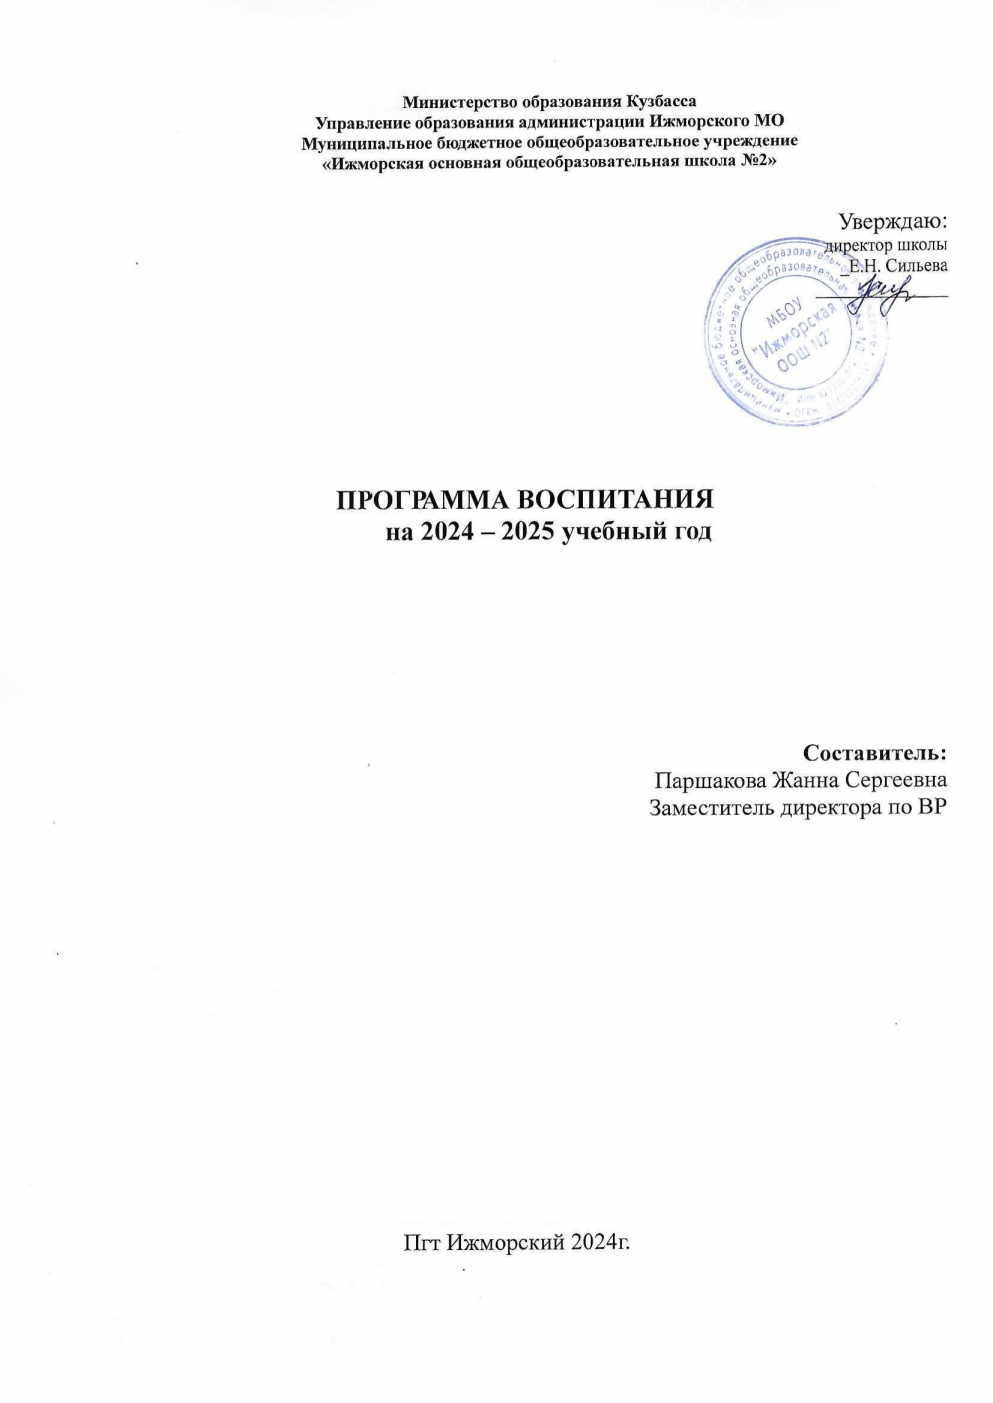 Министерство образования Кузбасса
Управление образования администрации Ижморского МО
Муниципальное бюджетное общеобразовательное учреждение
«Ижморская основная общеобразовательная школа №2»
Уверждаю:
директор школы
_Е.Н. Сильева
МБОУ
"Ижморская
ООШ N2"
ПРОГРАММА ВОСПИТАНИЯ
на 2024 – 2025 учебный год
Составитель:
Паршакова Жанна Сергеевна
Заместитель директора по ВР
Пгт Ижморский 2024г.